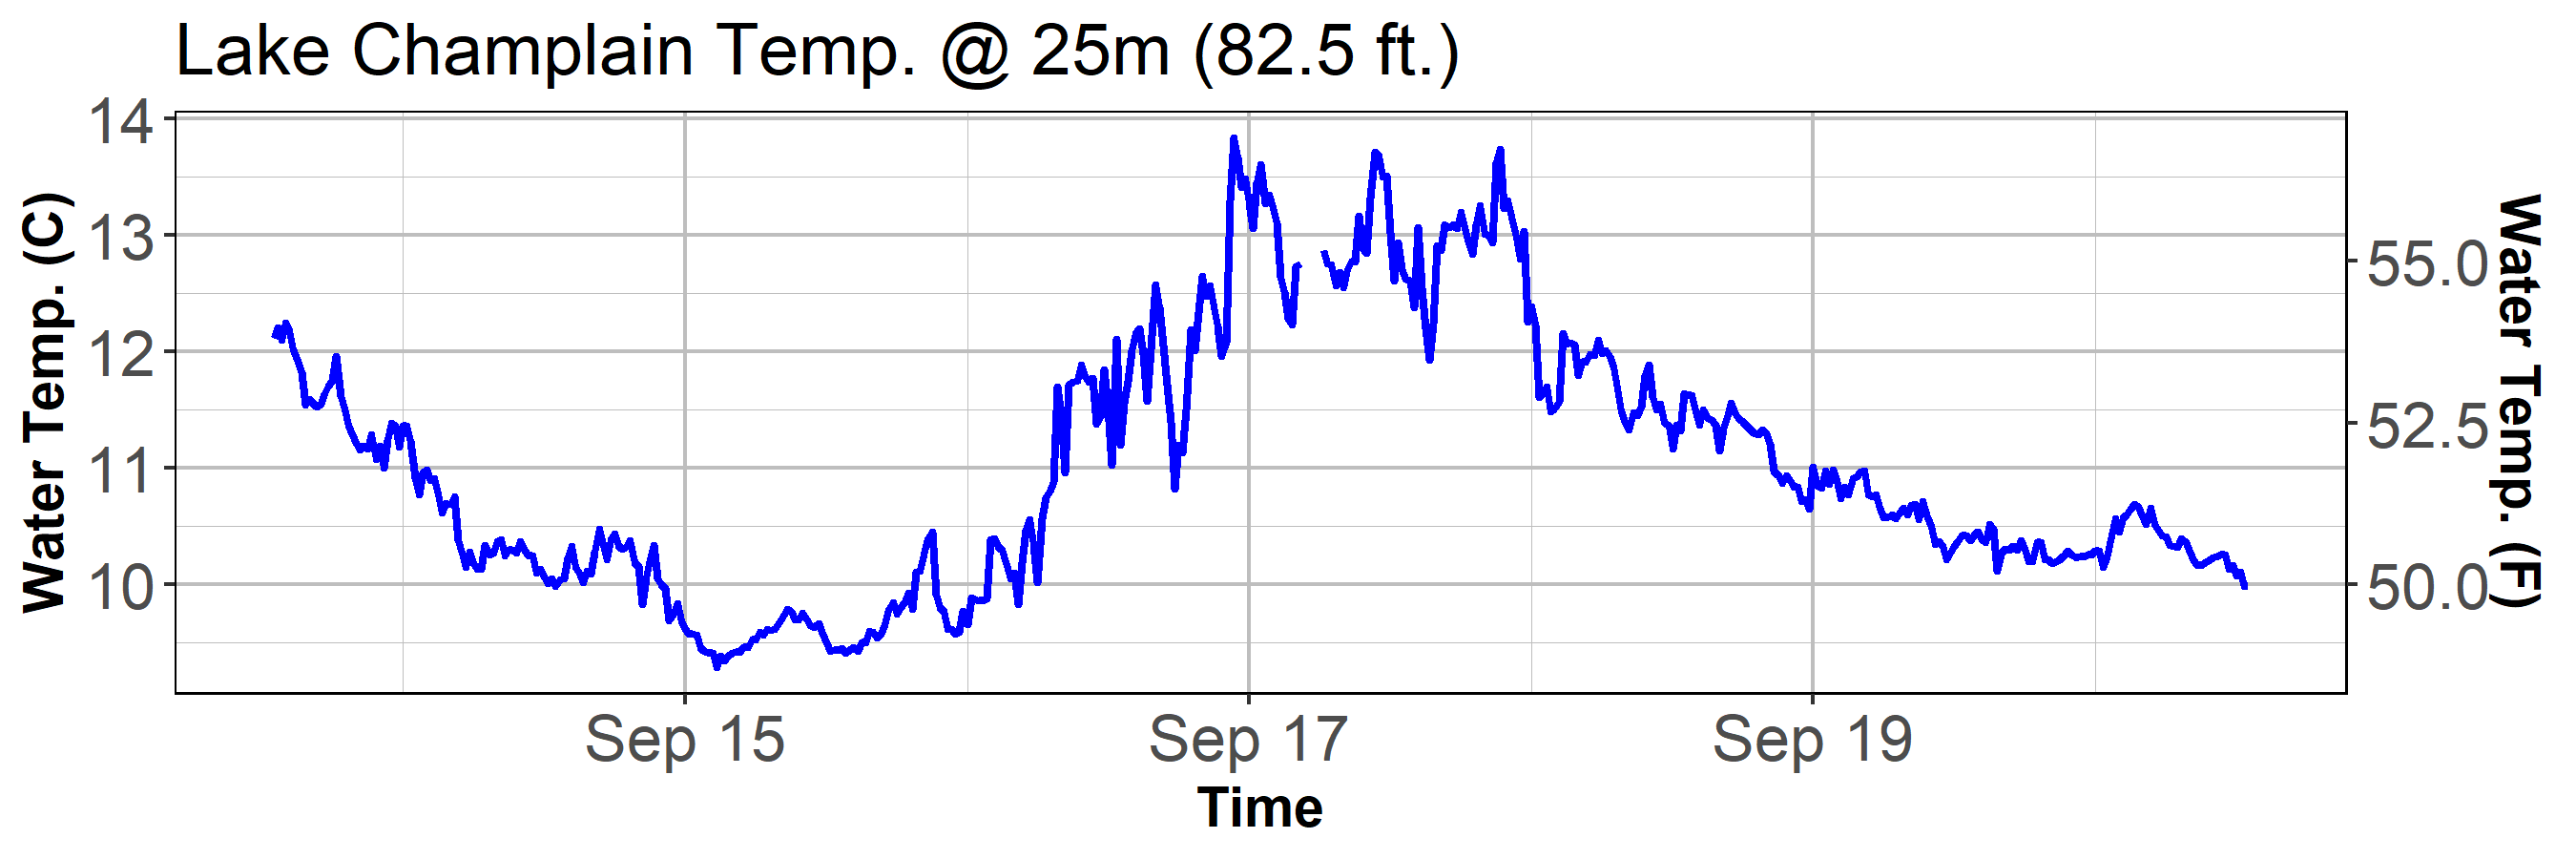 Lake Champlain Temp. @ 25m (82.5 ft.)
Water Temp. (C)
14
13
12
11
10
55.0
52.5
50.0
Water Temp. (F)
Sep 15
Sep 17
Sep 19
Time